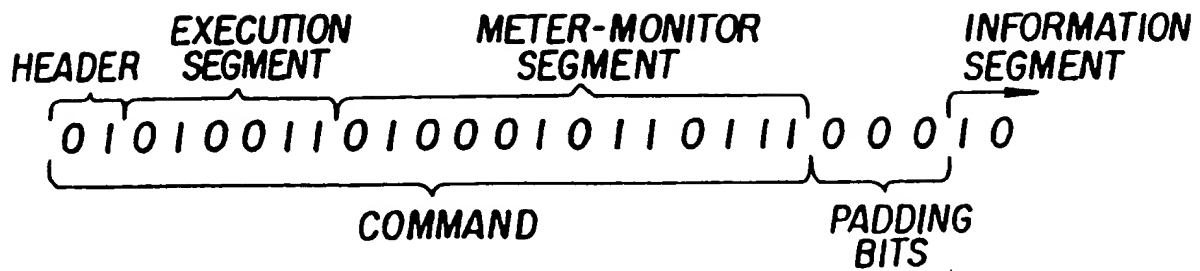 HEADER
EXECUTION
SEGMENT
METER-MONITOR
SEGMENT
INFORMATION
SEGMENT
0 1 0 1 0 0 1 1 0 1 0 0 0 1 0 1 1 0 1 1 1 0 0 0 1 0
COMMAND
PADDING
BITS